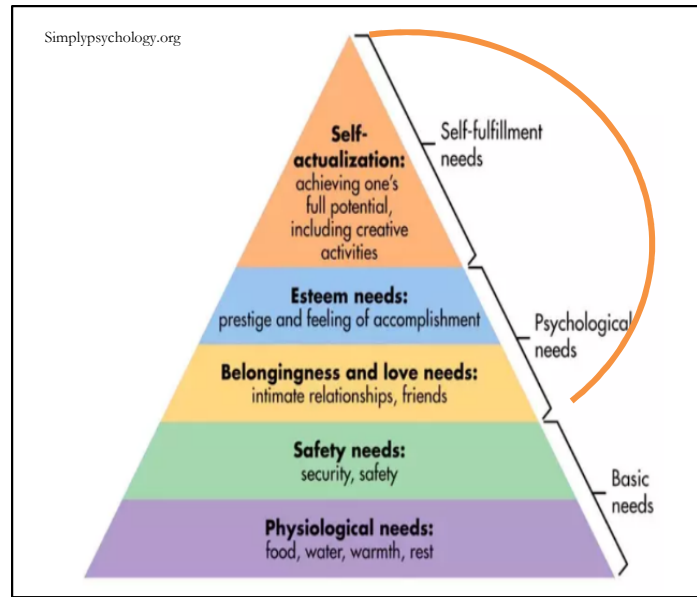 Simplypsychology.org
Self-
actualization:
achieving one's
full potential,
including creative
activities
Self-fulfillment
needs
Esteem needs:
prestige and feeling of accomplishment
Psychological
needs
Belongingness and love needs:
intimate relationships, friends
Safety needs:
security, safety
Basic
needs
Physiological needs:
food, water, warmth, rest